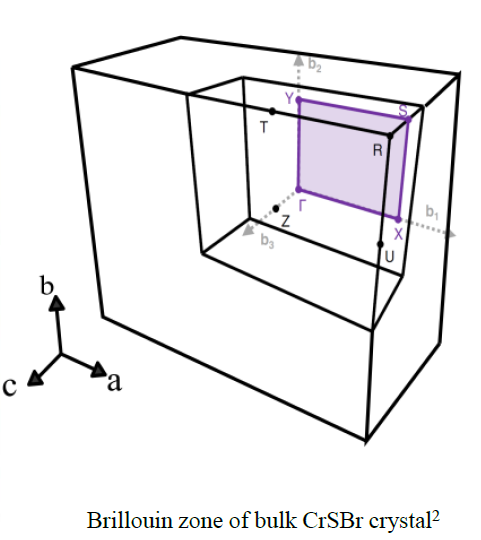 b₂
Y
S
T
R
Γ
b₁
Z
X
b₃
U
b
c
a
Brillouin zone of bulk CrSBr crystal²